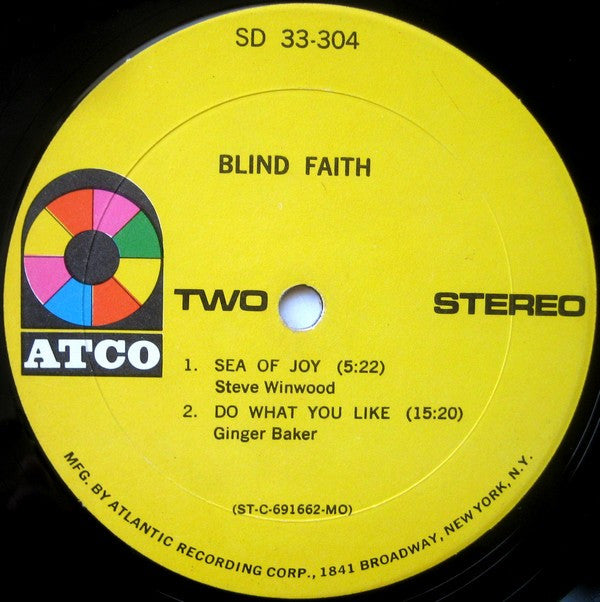 SD 33-304
BLIND FAITH
ATCO
TWO
STEREO
1. SEA OF JOY (5:22)
Steve Winwood
2. DO WHAT YOU LIKE (15:20)
Ginger Baker
(ST-C-691662-MO)
MFG. BY ATLANTIC RECORDING CORP., 1841 BROADWAY, NEW YORK, N.Y.